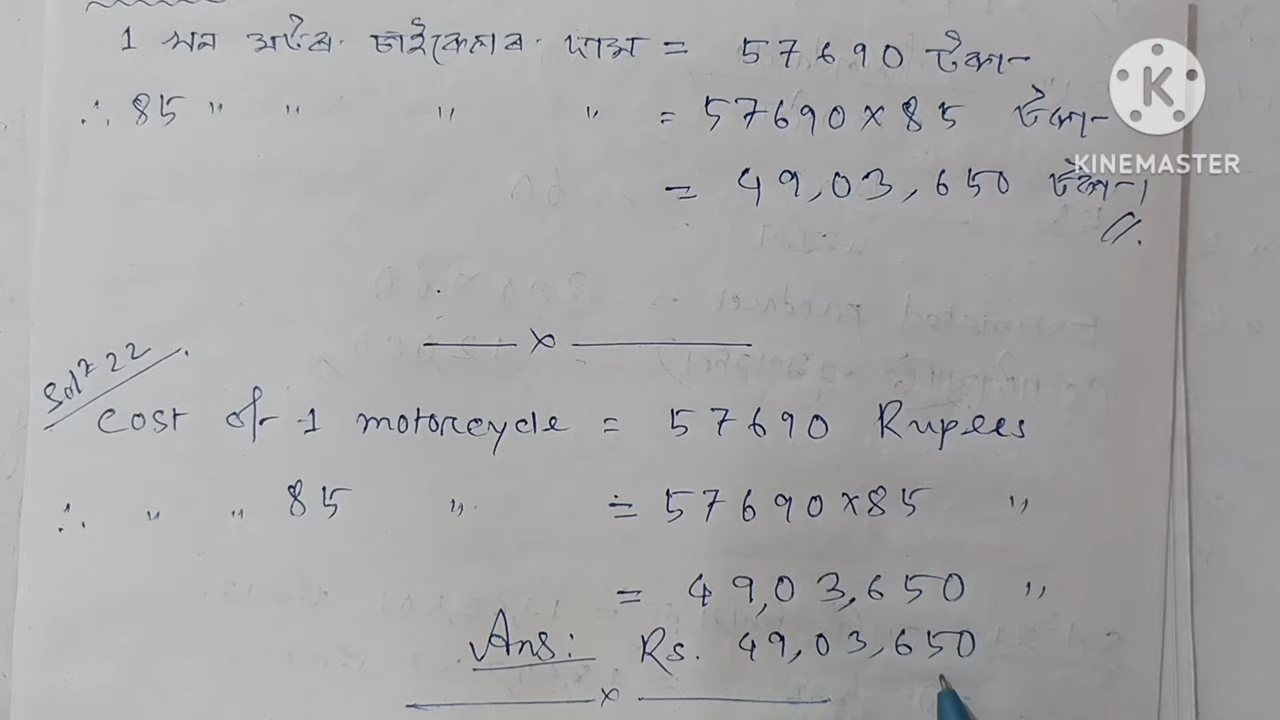 1 খন মটৰ চাইকেলৰ দাম = 57690 টকা
∴ 85 " " " " = 57690 × 85 টকা
= 49,03,650 টকা।
K
KINEMASTER
Solⁿ 22
Cost of 1 motorcycle = 57690 Rupees
∴ " " 85 " = 57690 × 85 "
= 49,03,650 "
Ans: Rs. 49,03,650